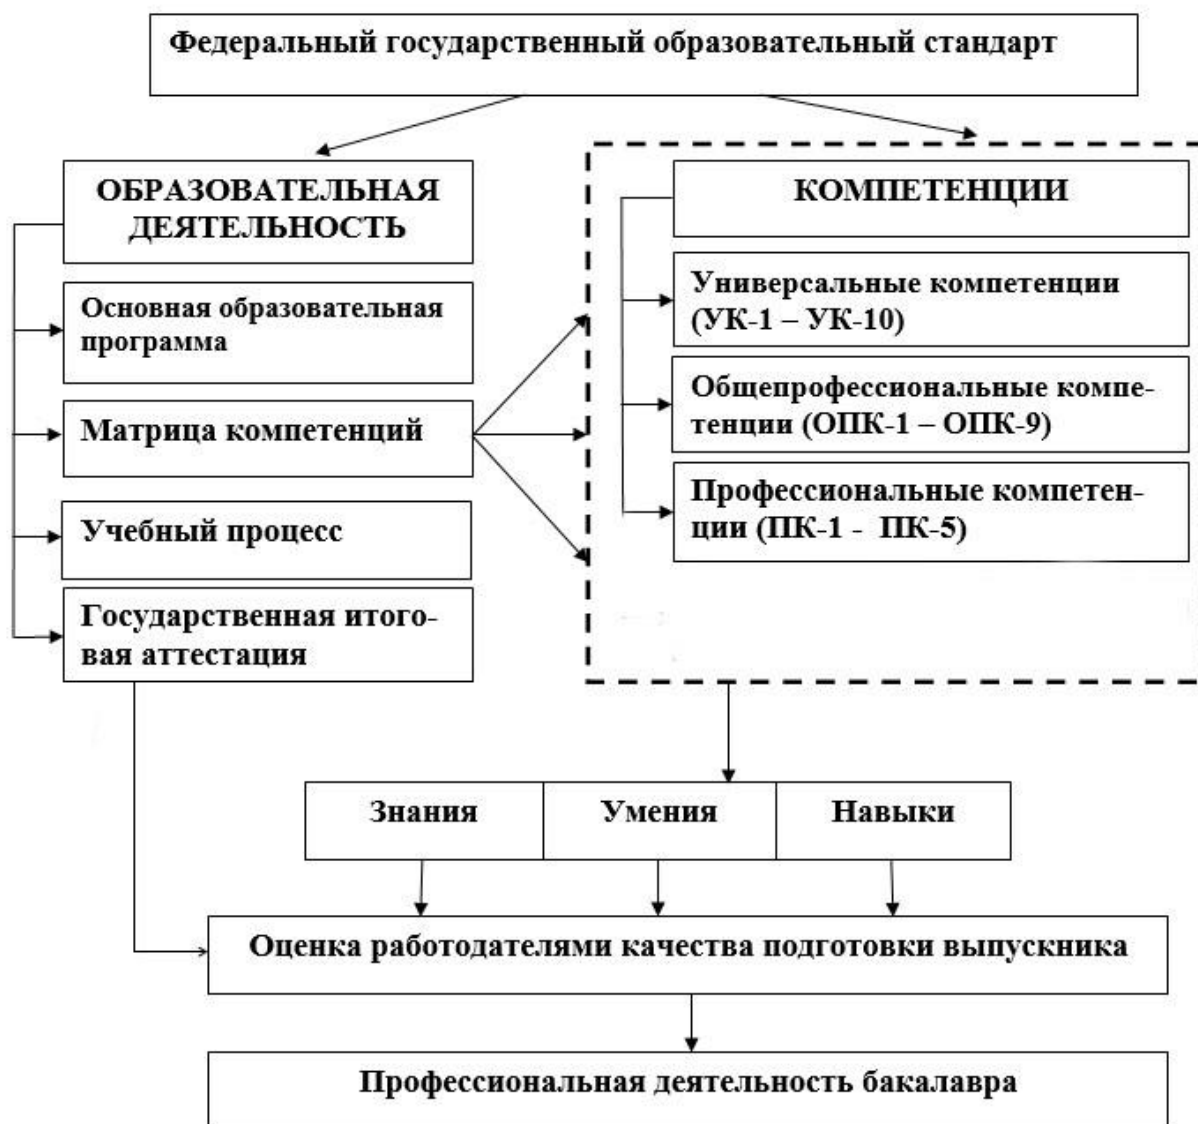 Федеральный государственный образовательный стандарт
ОБРАЗОВАТЕЛЬНАЯ
ДЕЯТЕЛЬНОСТЬ
Основная образовательная
программа
Матрица компетенций
Учебный процесс
Государственная итого-
вая аттестация
КОМПЕТЕНЦИИ
Универсальные компетенции
(УК-1 – УК-10)
Общепрофессиональные компе-
тенции (ОПК-1 – ОПК-9)
Профессиональные компетен-
ции (ПК-1 - ПК-5)
Знания
Умения
Навыки
Оценка работодателями качества подготовки выпускника
Профессиональная деятельность бакалавра